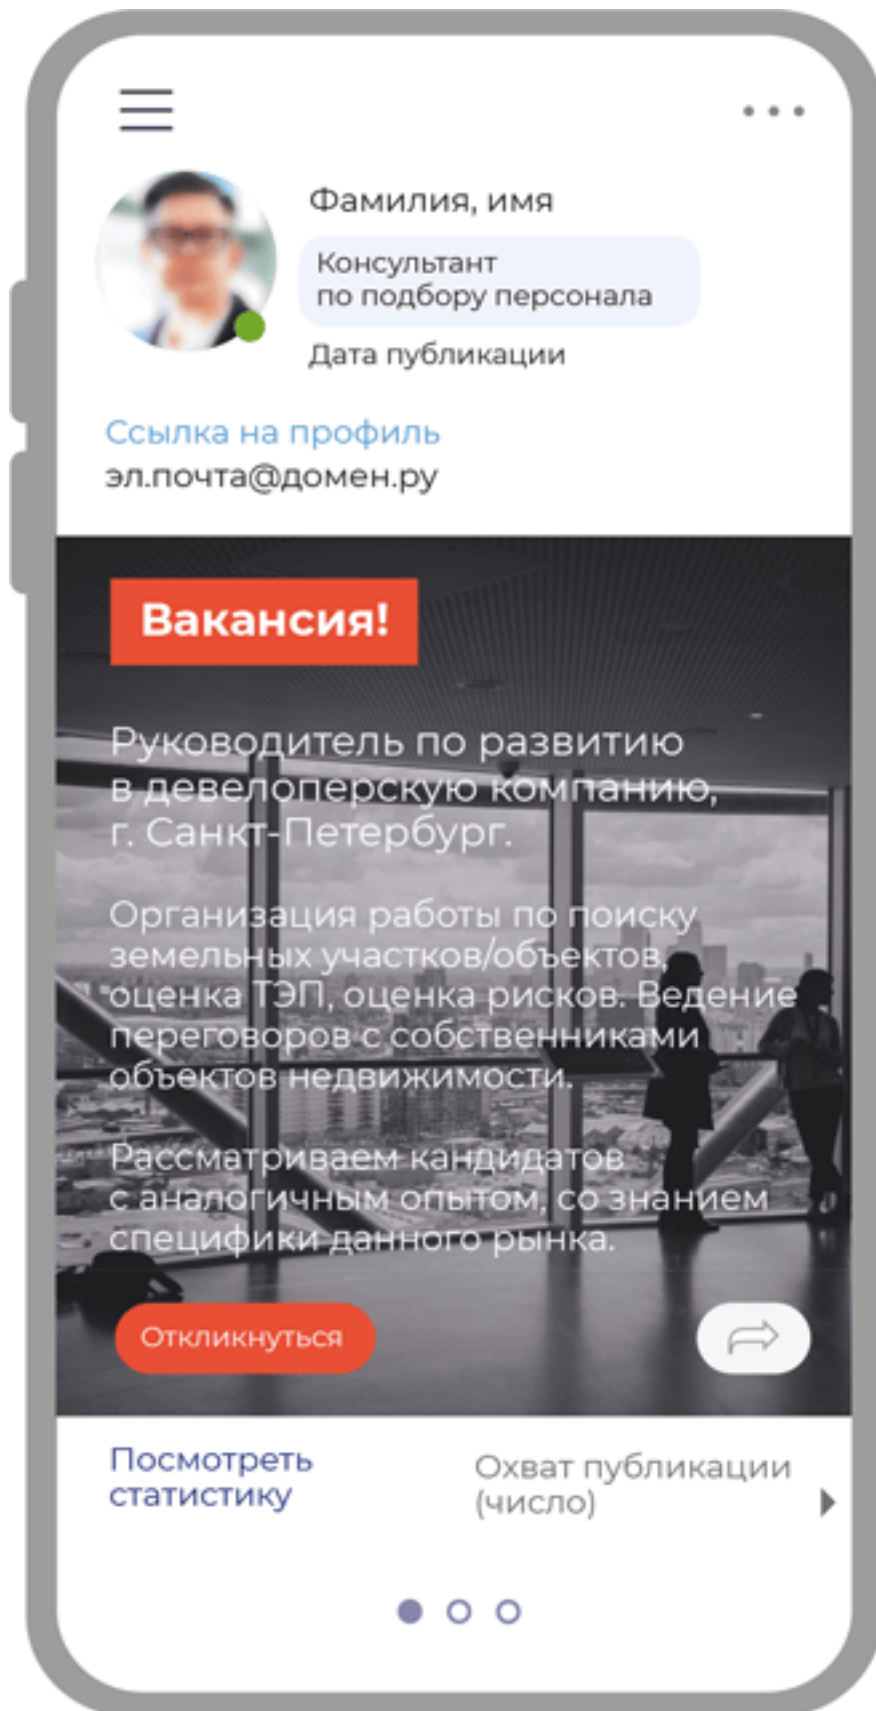 Фамилия, имя
Консультант
по подбору персонала
Дата публикации
Ссылка на профиль
эл.почта@домен.ру
Вакансия!
Руководитель по развитию
в девелоперскую компанию,
г. Санкт-Петербург.
Организация работы по поиску
земельных участков/объектов,
оценка ТЭП, оценка рисков. Ведение
переговоров с собственниками
объектов недвижимости.
Рассматриваем кандидатов
с аналогичным опытом, со знанием
специфики данного рынка.
Откликнуться
Посмотреть
статистику
Охват публикации
(число)